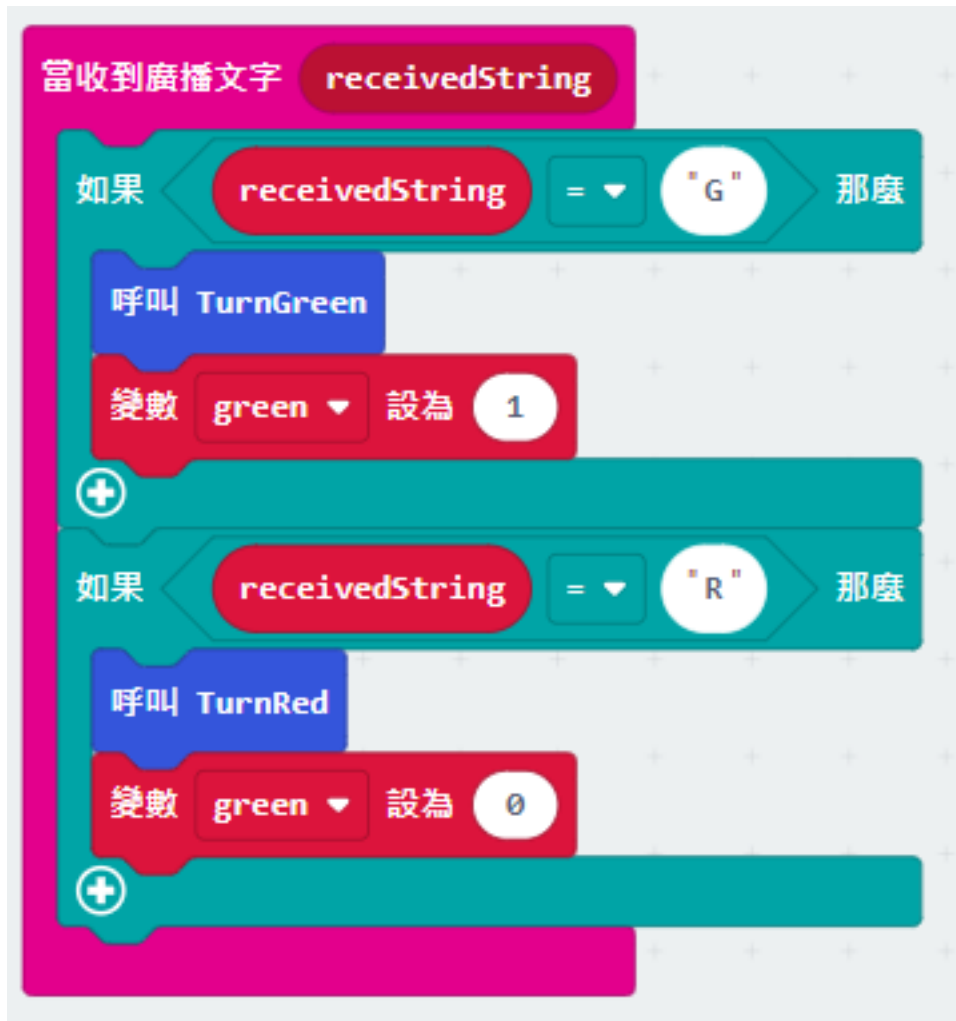 當收到廣播文字 receivedString
如果 receivedString = "G" 那麼
呼叫 TurnGreen
變數 green 設為 1
如果 receivedString = "R" 那麼
呼叫 TurnRed
變數 green 設為 0